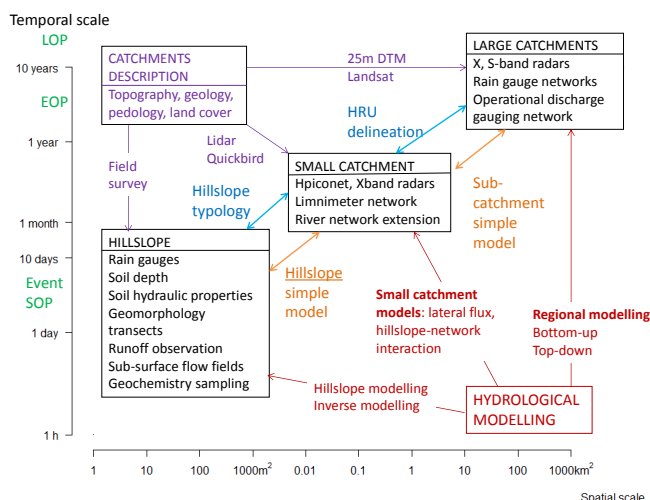 Temporal scale
LOP
10 years
EOP
1 year
1 month
10 days
Event
SOP
1 day
1 h
CATCHMENTS
DESCRIPTION
Topography, geology,
pedology, land cover
25m DTM
Landsat
LARGE CATCHMENTS
X, S-band radars
Rain gauge networks
Operational discharge
gauging network
HRU
delineation
Lidar
Quickbird
Field
survey
Hillslope
typology
SMALL CATCHMENT
Hpiconet, Xband radars
Limnimeter network
River network extension
Sub-
catchment
simple
model
HILLSLOPE
Rain gauges
Soil depth
Soil hydraulic properties
Geomorphology
transects
Runoff observation
Sub-surface flow fields
Geochemistry sampling
Hillslope
simple
model
Small catchment
models: lateral flux,
hillslope-network
interaction
Regional modelling
Bottom-up
Top-down
Hillslope modelling
Inverse modelling
HYDROLOGICAL
MODELLING
1 10 100 1000m² 0.01 0.1 1 10 100 1000km²
Spatial scale